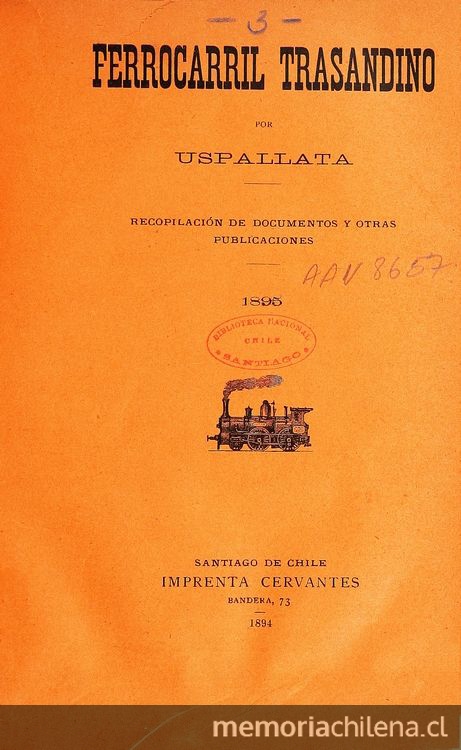 — 3 —
FERROCARRIL TRASANDINO
POR
USPALLATA
RECOPILACIÓN DE DOCUMENTOS Y OTRAS
PUBLICACIONES
AAV 8657
1895
BIBLIOTECA NACIONAL
CHILE
SANTIAGO
SANTIAGO DE CHILE
IMPRENTA CERVANTES
BANDERA, 73
1894
memoriachilena.cl